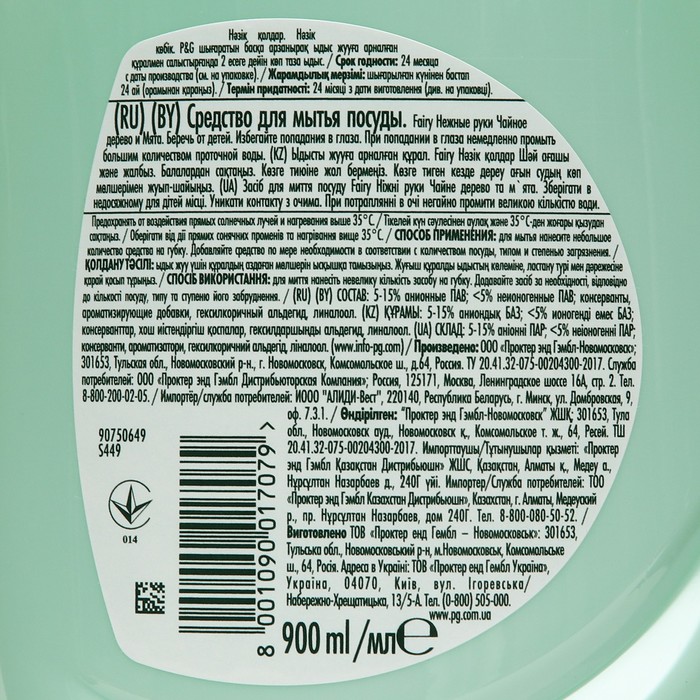 Нәзік қолдар. Нәзік
көбік. P&G шығаратын басқа арзанырақ ыдыс жууға арналған
құралмен салыстырғанда 2 есеге дейін көп таза ыдыс. / Срок годности: 24 месяца
с даты производства (см. на упаковке). / Жарамдылық мерзімі: шығарылған күнінен бастап
24 ай (орамынан қараңыз). / Термін придатності: 24 місяці з дати виготовлення (див. на упаковці).
(RU) (BY) Средство для мытья посуды. Fairy Нежные руки Чайное
дерево и Мята. Беречь от детей. Избегайте попадания в глаза. При попадании в глаза немедленно промыть
большим количеством проточной воды. (KZ) Ыдысты жууға арналған құрал. Fairy Нәзік қолдар Шәй ағашы
және жалбыз. Балалардан сақтаңыз. Көзге тиюіне жол бермеңіз. Көзге тиген кезде дереу ағын судың көп
мөлшерімен жуып-шайыңыз. (UA) Засіб для миття посуду Fairy Ніжні руки Чайне дерево та м᾽ята. Зберігати в
недосяжному для дітей місці. Уникати контакту з очима. При потраплянні в очі негайно промити великою кількістю води.
Предохранять от воздействия прямых солнечных лучей и нагревания выше 35°С. / Тікелей күн сәулесінен аулақ және 35°С-ден жоғары қызудан
сақтаңыз. / Оберігати від дії прямих сонячних променів та нагрівання вище 35°С. / СПОСОБ ПРИМЕНЕНИЯ: для мытья нанесите небольшое
количество средства на губку. Добавляйте средство по мере необходимости в соответствии с количеством посуды, типом и степенью загрязнения. /
ҚОЛДАНУ ТӘСІЛІ: ыдыс жуу үшін құралдың аздаған мөлшерін ысқышқа тамызыңыз. Жуғыш құралды ыдыстың көлеміне, ластану түрі мен дәрежесіне
қарай қосып тұрыңыз. / СПОСІБ ВИКОРИСТАННЯ: для миття нанесіть невелику кількість засобу на губку. Додавайте засіб за необхідності, відповідно
до кількості посуду, типу та ступеню його забруднення. / (RU) (BY) СОСТАВ: 5-15% анионные ПАВ; <5% неионогенные ПАВ; консерванты,
ароматизирующие добавки, гексилкоричный альдегид, линалоол. (KZ) ҚҰРАМЫ: 5-15% аниондық БАЗ; <5% ионогенді емес БАЗ;
консерванттар, хош иістендіргіш қоспалар, гексилдаршынды альдегид, линалоол. (UA) СКЛАД: 5-15% аніонні ПАР; <5% неіоногенні ПАР;
консерванти, ароматизатори, гексилкоричний альдегід, ліналоол. (www.info-pg.com) / Произведено: ООО «Проктер энд Гэмбл-Новомосковск»;
301653, Тульская обл., Новомосковский р-н., г. Новомосковск, Комсомольское ш., д.64, Россия. ТУ 20.41.32-075-00204300-2017. Служба
потребителей: ООО «Проктер энд Гэмбл Дистрибьюторская Компания»; Россия, 125171, Москва, Ленинградское шоссе 16А, стр. 2. Тел.
8-800-200-02-05. / Импортёр/служба потребителей: ИООО "АЛИДИ-Вест", 220140, Республика Беларусь, г. Минск, ул. Домбровская, 9,
оф. 7.3.1. / Өндірілген: "Проктер энд Гэмбл-Новомосковск" ЖШҚ; 301653, Тула
обл., Новомосковск ауд., Новомосковск қ., Комсомольское т. ж., 64, Ресей. ТШ
20.41.32-075-00204300-2017. Импорттаушы/Тұтынушылар қызметі: «Проктер
энд Гэмбл Қазақстан Дистрибьюшн» ЖШС, Қазақстан, Алматы қ., Медеу а.,
Нұрсұлтан Назарбаев д., 240Г үйі. Импортер/Служба потребителей: ТОО
«Проктер энд Гэмбл Казахстан Дистрибьюшн», Казахстан, г. Алматы, Медеуский
р., пр. Нұрсұлтан Назарбаев, дом 240Г. Тел. 8-800-080-50-52. /
Виготовлено ТОВ «Проктер енд Гембл – Новомосковськ»: 301653,
Тульська обл., Новомосковський р-н, м.Новомосковськ, Комсомольське
ш., 64, Росія. Адреса в Україні: ТОВ «Проктер енд Гембл Україна»,
Україна, 04070, Київ, вул. Ігоревська/
Набережно-Хрещатицька, 13/5-А. Тел. (0-800) 505-000.
www.pg.com.ua
90750649
S449
014
8 001090 017079 >
900 ml/мл e